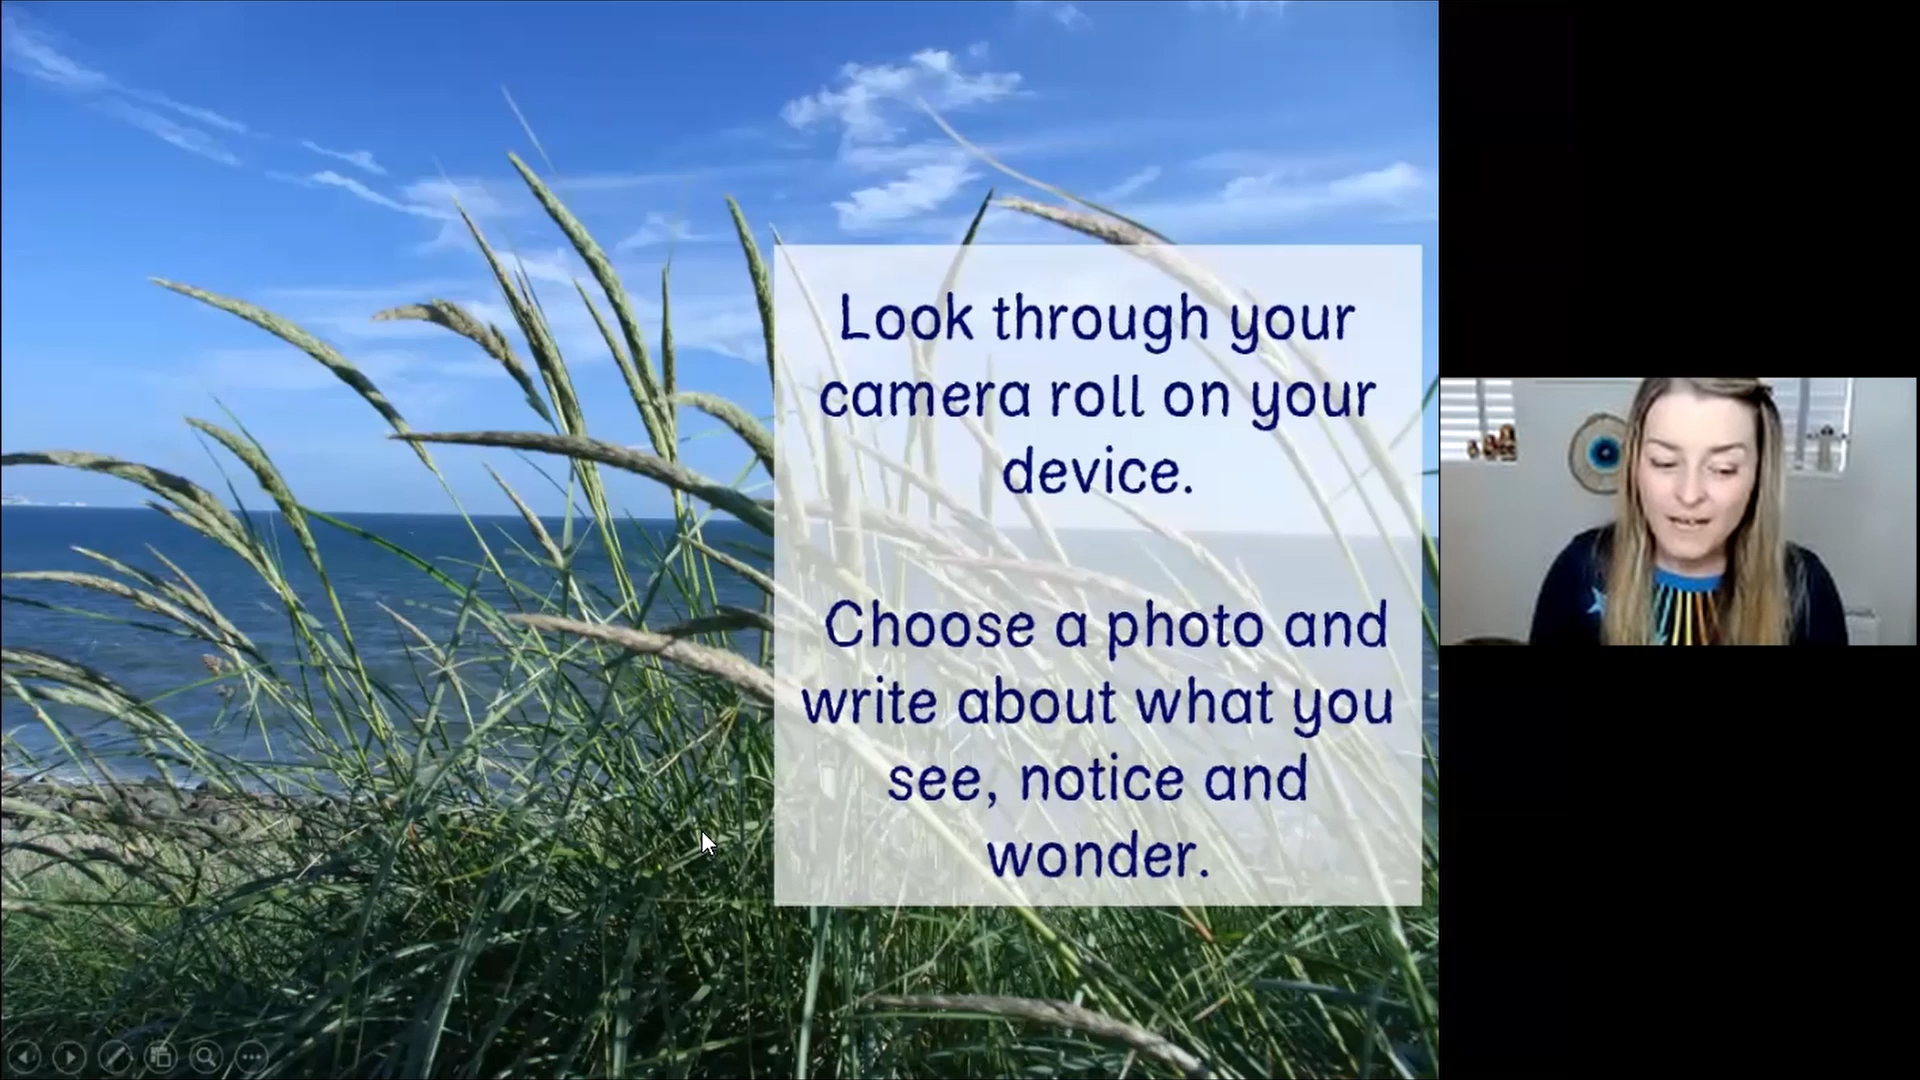 Look through your
camera roll on your
device.
Choose a photo and
write about what you
see, notice and
wonder.